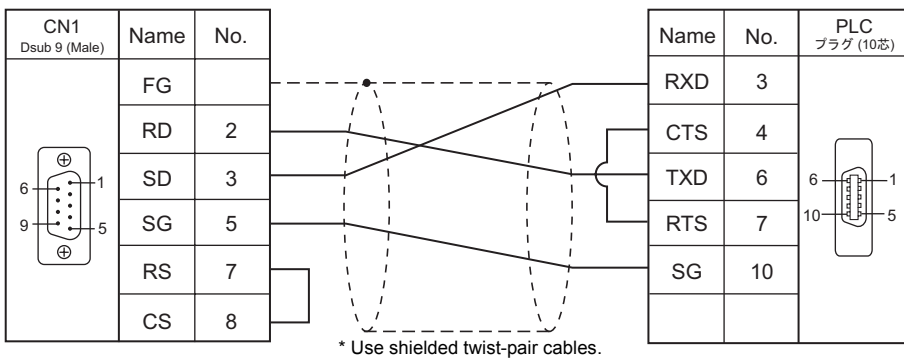 CN1
Dsub 9 (Male)
Name No.
FG
RD 2
SD 3
SG 5
RS 7
CS 8
6
1
9
5
Name No.
PLC
プラグ (10芯)
RXD 3
CTS 4
TXD 6
RTS 7
SG 10
6
1
10
5
* Use shielded twist-pair cables.